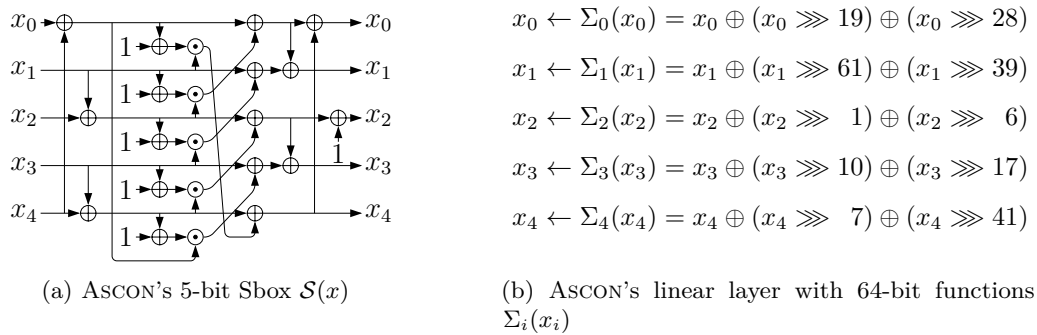 x₀ x₀
1
x₁ x₁
1
x₂ x₂
1 1
x₃ x₃
1
x₄ x₄
1
(a) ASCON's 5-bit Sbox 𝒮(x)
x₀ ← Σ₀(x₀) = x₀ ⊕ (x₀ ⋙ 19) ⊕ (x₀ ⋙ 28)
x₁ ← Σ₁(x₁) = x₁ ⊕ (x₁ ⋙ 61) ⊕ (x₁ ⋙ 39)
x₂ ← Σ₂(x₂) = x₂ ⊕ (x₂ ⋙ 1) ⊕ (x₂ ⋙ 6)
x₃ ← Σ₃(x₃) = x₃ ⊕ (x₃ ⋙ 10) ⊕ (x₃ ⋙ 17)
x₄ ← Σ₄(x₄) = x₄ ⊕ (x₄ ⋙ 7) ⊕ (x₄ ⋙ 41)
(b) ASCON's linear layer with 64-bit functions
Σᵢ(xᵢ)